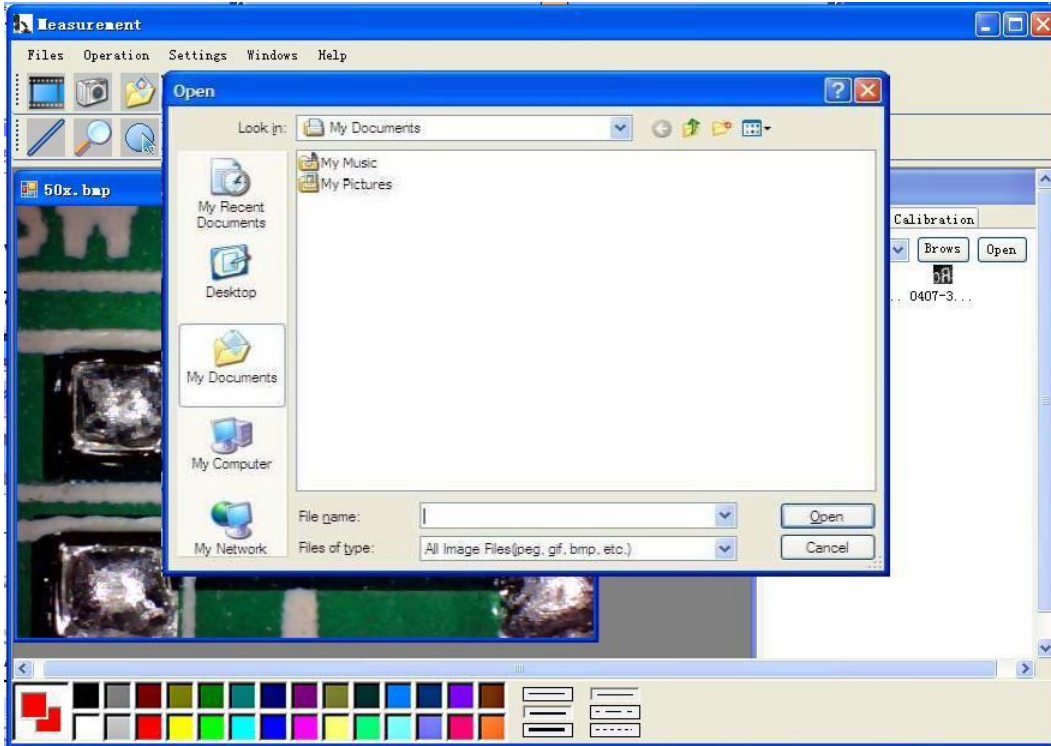 Measurement
Files Operation Settings Windows Help
Open
Look in: My Documents
My Music
My Pictures
My Recent
Documents
Desktop
My Documents
My Computer
My Network
File name:
Open
Files of type: All Image Files(jpeg, gif, bmp, etc.)
Cancel
50x.bmp
Calibration
Brows Open
.. 0407-3...